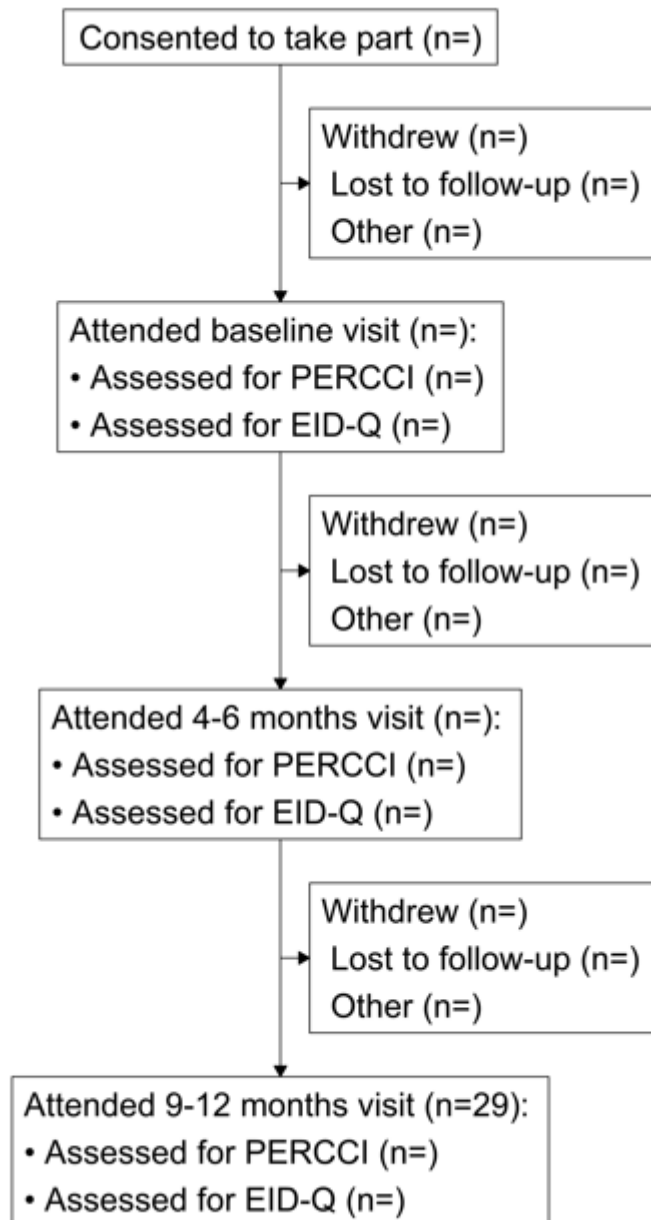 Consented to take part (n=)
Withdrew (n=)
Lost to follow-up (n=)
Other (n=)
Attended baseline visit (n=):
• Assessed for PERCCI (n=)
• Assessed for EID-Q (n=)
Withdrew (n=)
Lost to follow-up (n=)
Other (n=)
Attended 4-6 months visit (n=):
• Assessed for PERCCI (n=)
• Assessed for EID-Q (n=)
Withdrew (n=)
Lost to follow-up (n=)
Other (n=)
Attended 9-12 months visit (n=29):
• Assessed for PERCCI (n=)
• Assessed for EID-Q (n=)